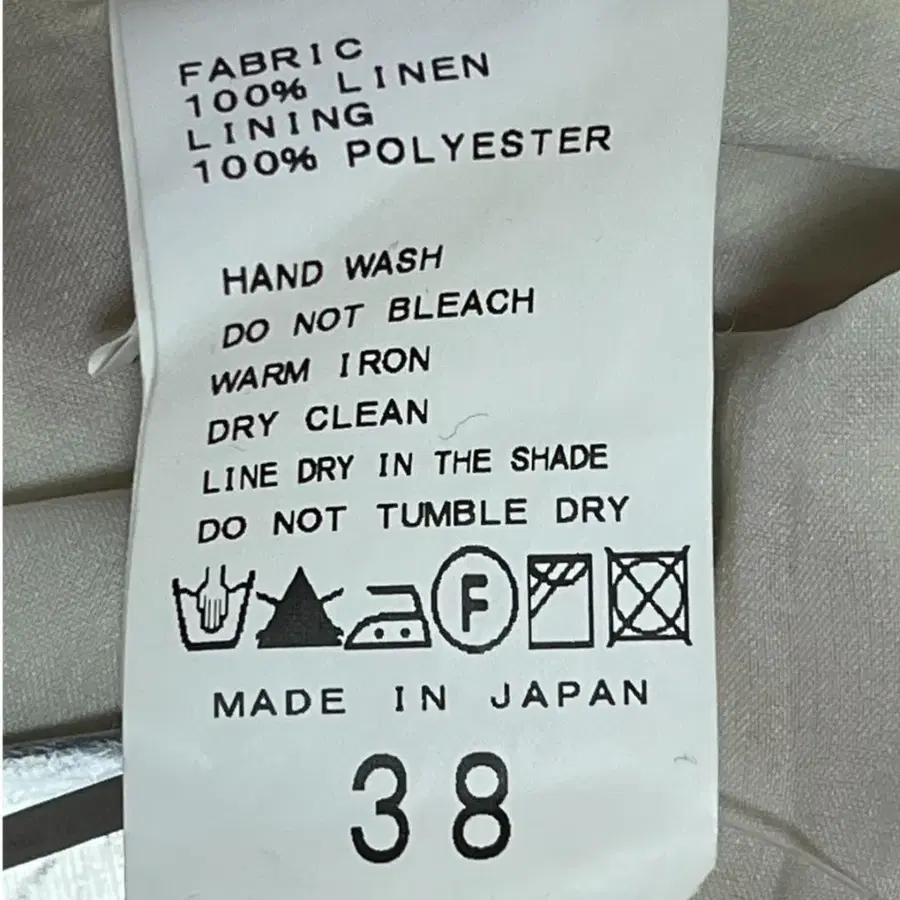 FABRIC
100% LINEN
LINING
100% POLYESTER
HAND WASH
DO NOT BLEACH
WARM IRON
DRY CLEAN
LINE DRY IN THE SHADE
DO NOT TUMBLE DRY
F
MADE IN JAPAN
38